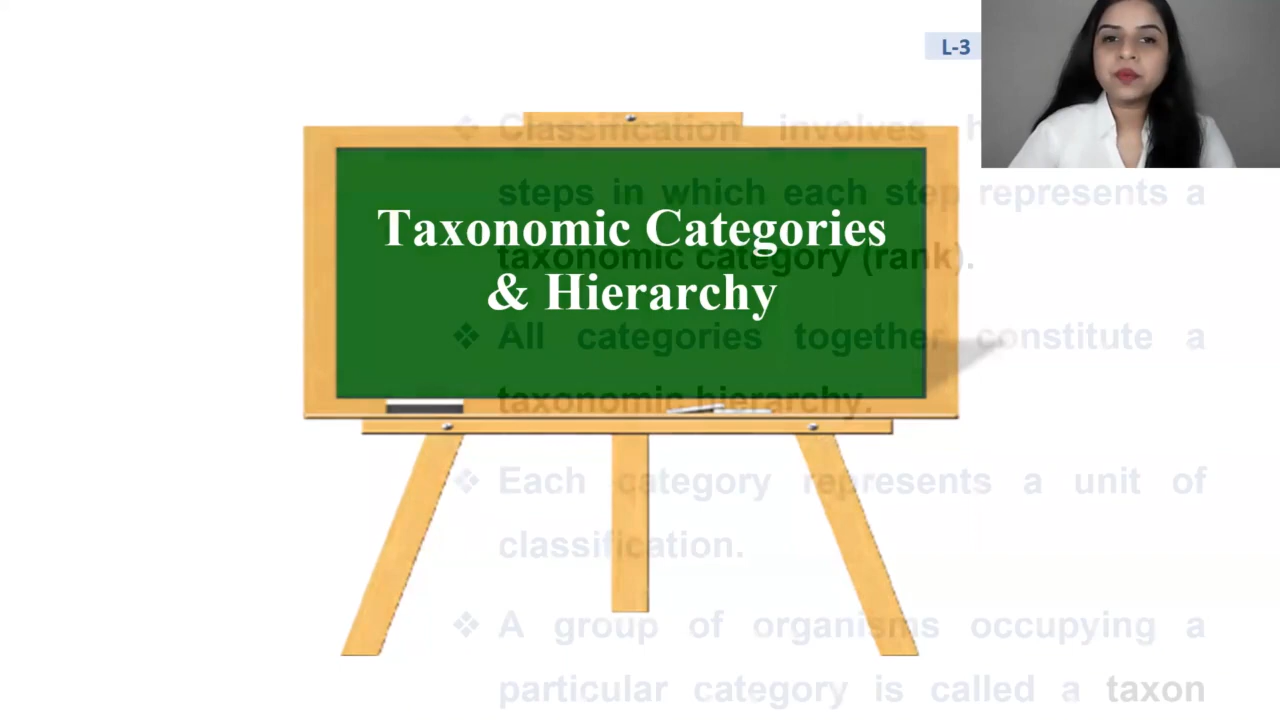 L-3
Taxonomic Categories
& Hierarchy
Classification involves
steps in which each step represents a
taxonomic category (rank).
All categories together constitute a
taxonomic hierarchy.
Each category represents a unit of
classification.
A group of organisms occupying a
particular category is called a taxon